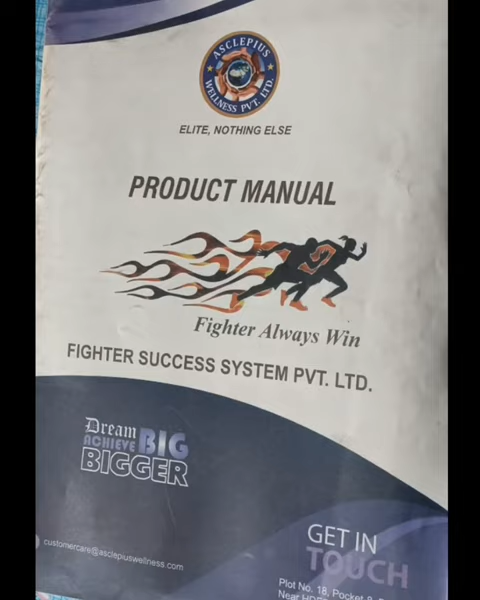 ASCLEPIUS
WELLNESS PVT. LTD.
ELITE, NOTHING ELSE
PRODUCT MANUAL
Fighter Always Win
FIGHTER SUCCESS SYSTEM PVT. LTD.
Dream
ACHIEVE BIG
BIGGER
customercare@asclepiuswellness.com
GET IN
TOUCH
Plot No. 18, Pocket
Near